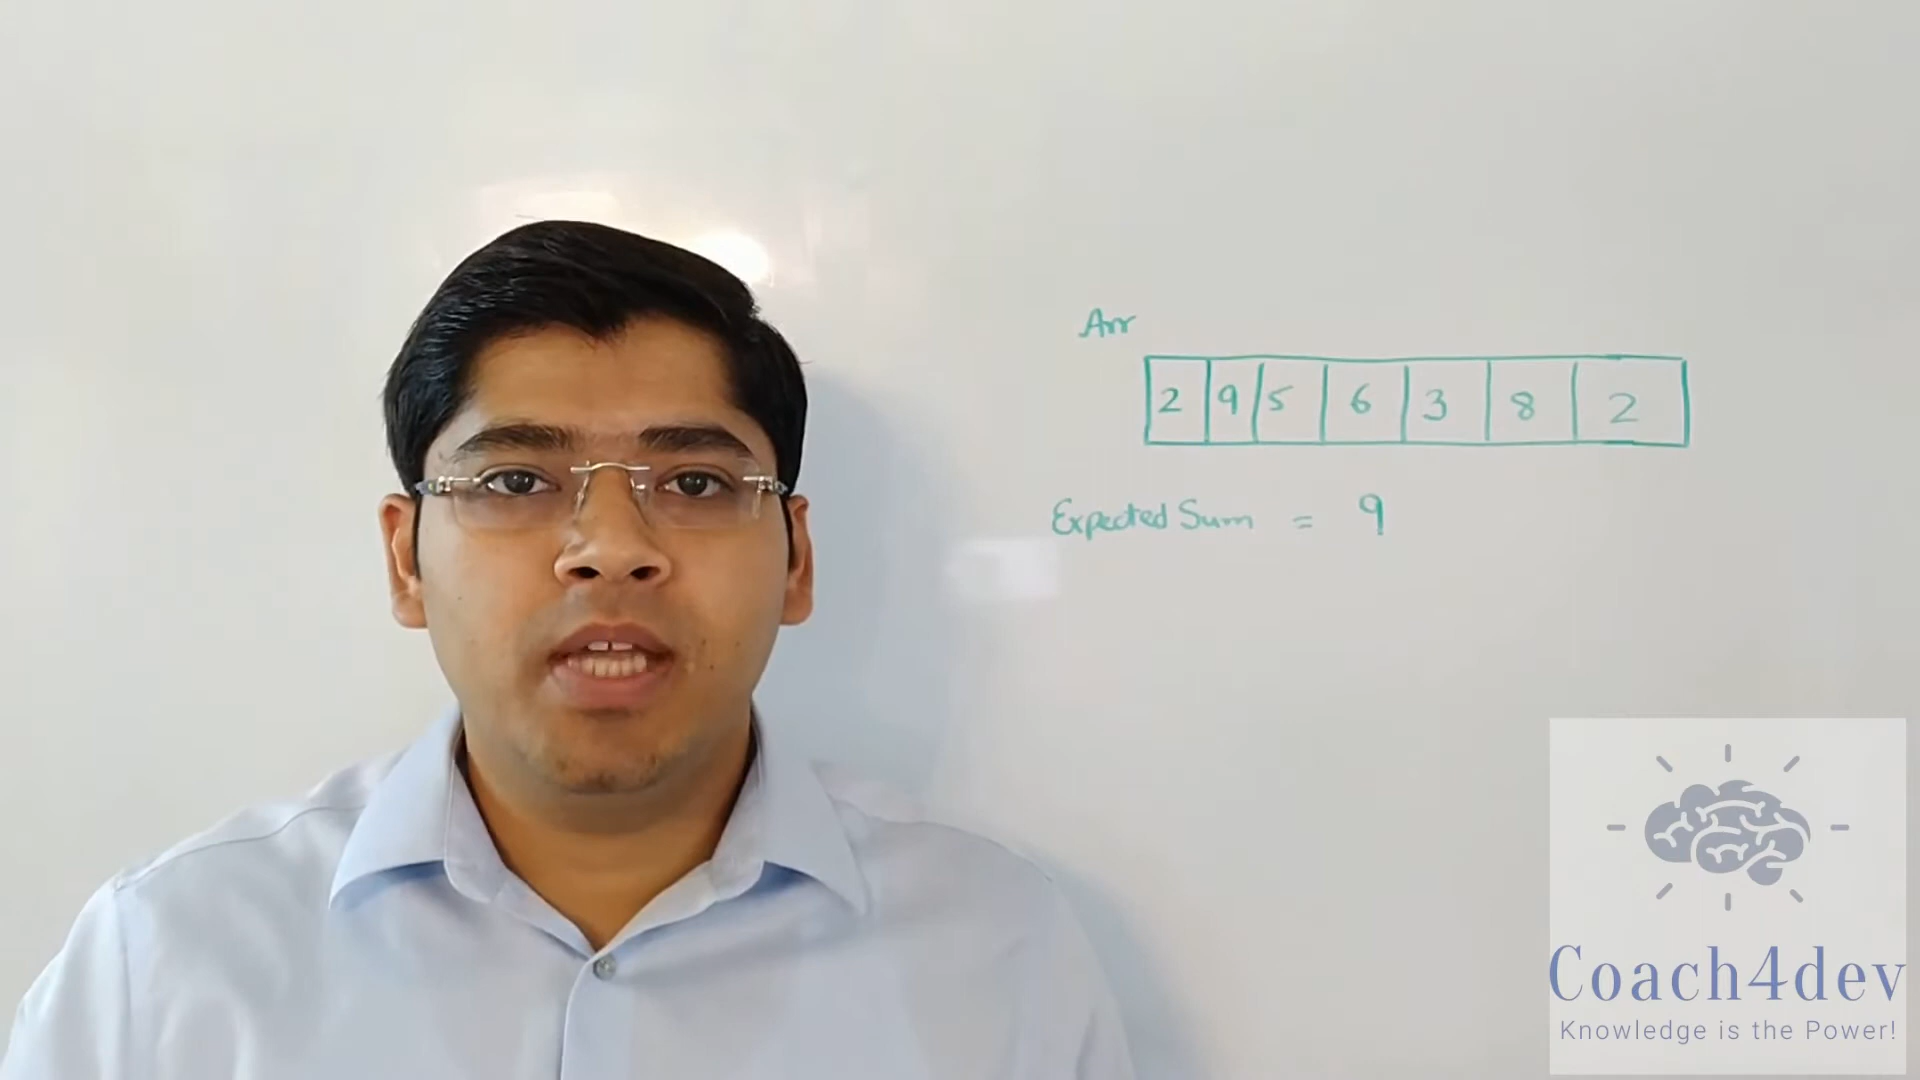 Arr
2 9 5 6 3 8 2
Expected Sum = 9
Coach4dev
Knowledge is the Power!